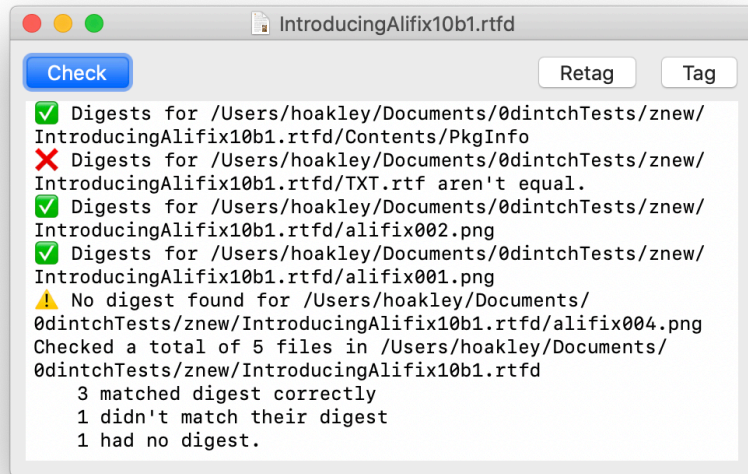 IntroducingAlifix10b1.rtfd
Check
Retag
Tag
✅ Digests for /Users/hoakley/Documents/0dintchTests/znew/
IntroducingAlifix10b1.rtfd/Contents/PkgInfo
❌ Digests for /Users/hoakley/Documents/0dintchTests/znew/
IntroducingAlifix10b1.rtfd/TXT.rtf aren't equal.
✅ Digests for /Users/hoakley/Documents/0dintchTests/znew/
IntroducingAlifix10b1.rtfd/alifix002.png
✅ Digests for /Users/hoakley/Documents/0dintchTests/znew/
IntroducingAlifix10b1.rtfd/alifix001.png
⚠️ No digest found for /Users/hoakley/Documents/
0dintchTests/znew/IntroducingAlifix10b1.rtfd/alifix004.png
Checked a total of 5 files in /Users/hoakley/Documents/
0dintchTests/znew/IntroducingAlifix10b1.rtfd
3 matched digest correctly
1 didn't match their digest
1 had no digest.